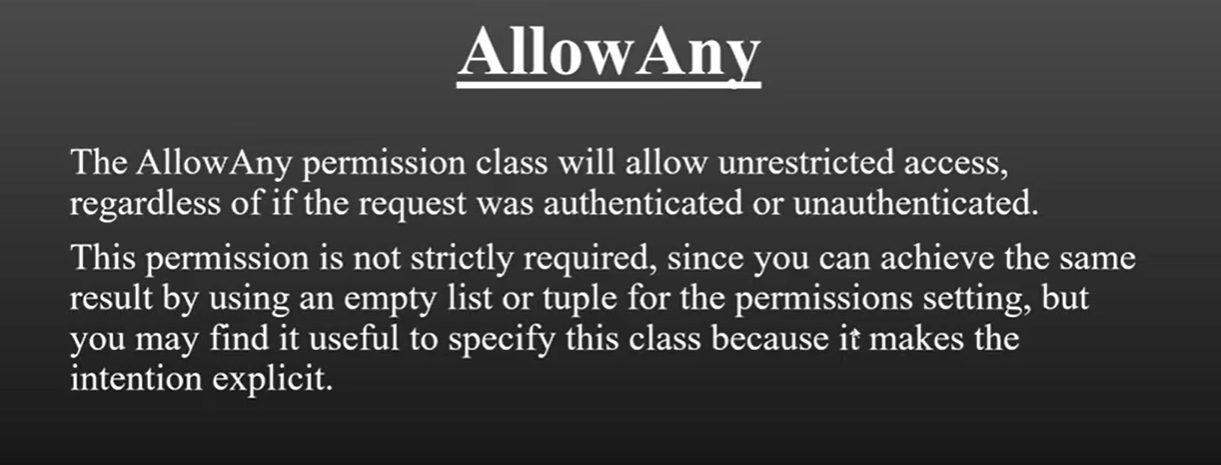 AllowAny
The AllowAny permission class will allow unrestricted access,
regardless of if the request was authenticated or unauthenticated.
This permission is not strictly required, since you can achieve the same
result by using an empty list or tuple for the permissions setting, but
you may find it useful to specify this class because it makes the
intention explicit.